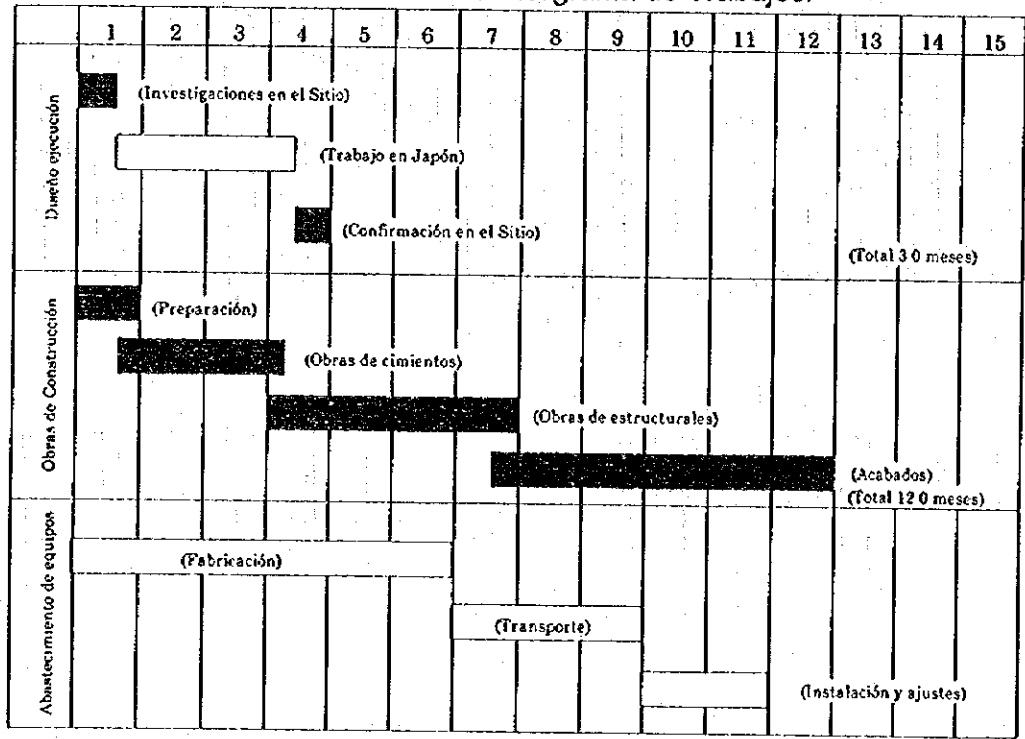 de trabajos.
1 2 3 4 5 6 7 8 9 10 11 12 13 14 15
Diseño ejecución
(Investigaciones en el Sitio)
(Trabajo en Japón)
(Confirmación en el Sitio)
(Total 3 0 meses)
Obras de Construcción
(Preparación)
(Obras de cimientos)
(Obras de estructurales)
(Acabados)
(Total 12 0 meses)
Abastecimiento de equipos
(Fabricación)
(Transporte)
(Instalación y ajustes)